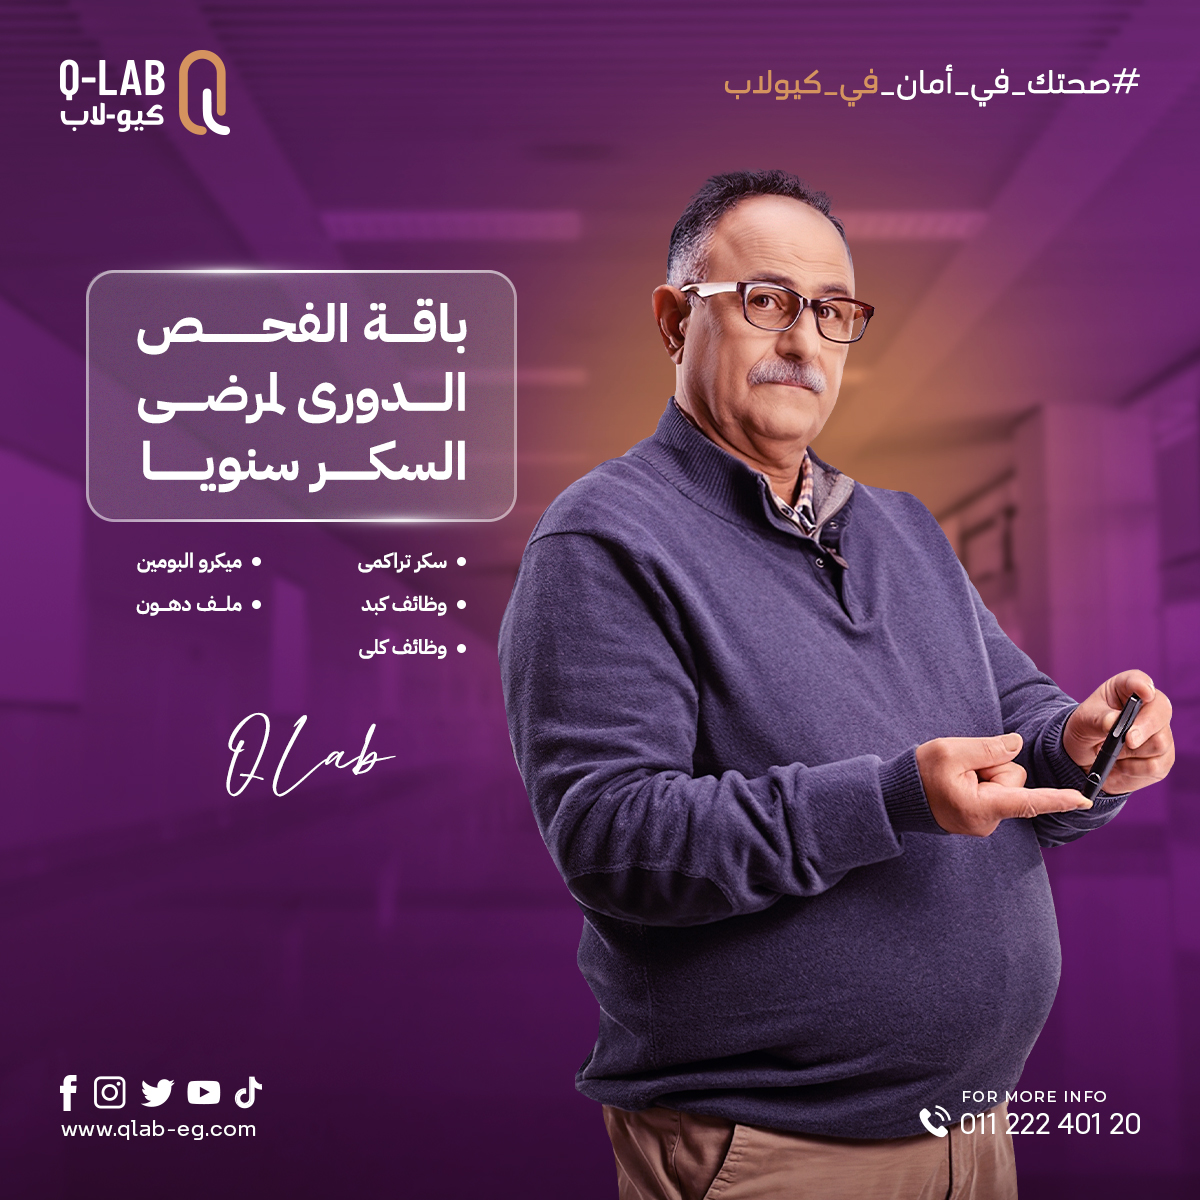 Q-LAB
كيو-لاب
#صحتك_في_أمان_في_كيولاب
باقة الفحص
الدورى لمرضى
السكر سنويا
• سكر تراكمى
• وظائف كبد
• وظائف كلى
• ميكرو البومين
• ملف دهون
QLab
www.qlab-eg.com
FOR MORE INFO
011 222 401 20